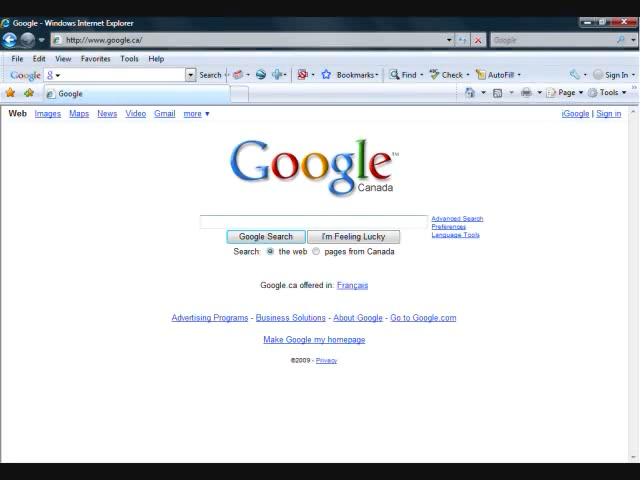 Google - Windows Internet Explorer
http://www.google.ca/
Google
File Edit View Favorites Tools Help
Google Search Bookmarks Find Check AutoFill Sign In
Google Page Tools
Web Images Maps News Video Gmail more ▼ iGoogle | Sign in
Google™
Canada
Advanced Search
Preferences
Language Tools
Google Search I'm Feeling Lucky
Search: the web pages from Canada
Google.ca offered in: Français
Advertising Programs - Business Solutions - About Google - Go to Google.com
Make Google my homepage
©2009 - Privacy